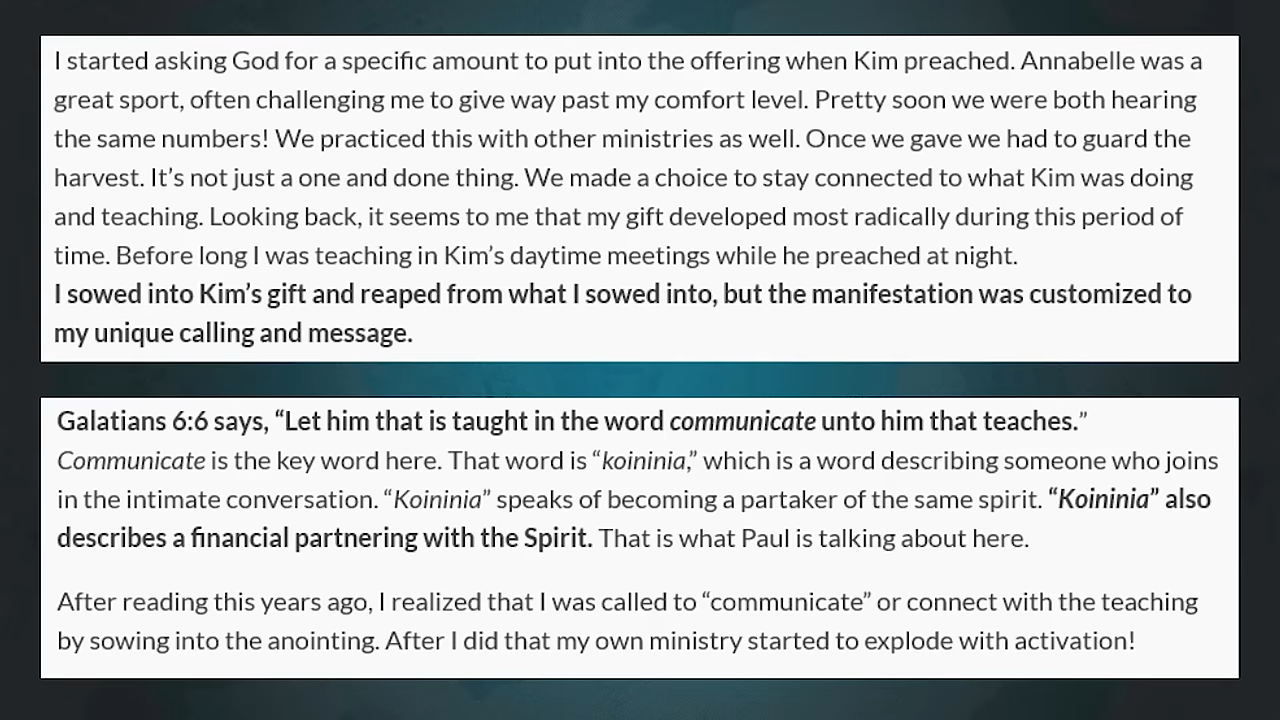 I started asking God for a specific amount to put into the offering when Kim preached. Annabelle was a
great sport, often challenging me to give way past my comfort level. Pretty soon we were both hearing
the same numbers! We practiced this with other ministries as well. Once we gave we had to guard the
harvest. It’s not just a one and done thing. We made a choice to stay connected to what Kim was doing
and teaching. Looking back, it seems to me that my gift developed most radically during this period of
time. Before long I was teaching in Kim’s daytime meetings while he preached at night.
I sowed into Kim’s gift and reaped from what I sowed into, but the manifestation was customized to
my unique calling and message.
Galatians 6:6 says, “Let him that is taught in the word communicate unto him that teaches.”
Communicate is the key word here. That word is “koininia,” which is a word describing someone who joins
in the intimate conversation. “Koininia” speaks of becoming a partaker of the same spirit. “Koininia” also
describes a financial partnering with the Spirit. That is what Paul is talking about here.
After reading this years ago, I realized that I was called to “communicate” or connect with the teaching
by sowing into the anointing. After I did that my own ministry started to explode with activation!